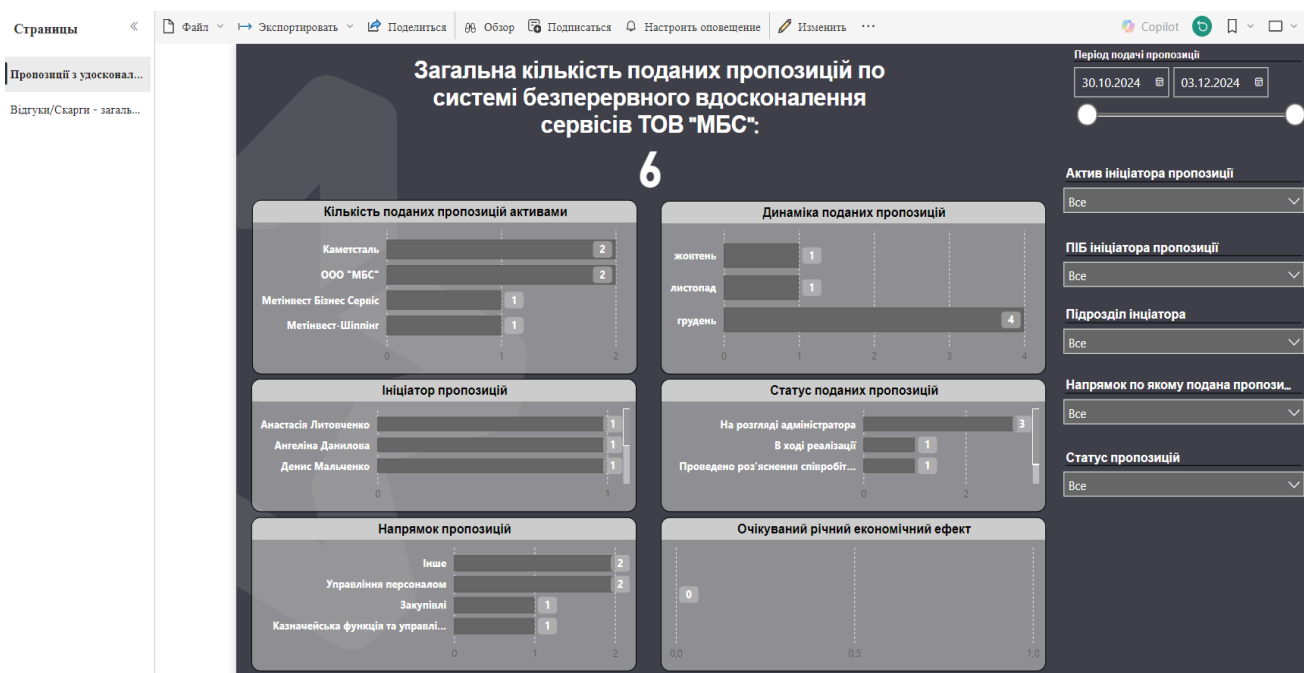 Страницы
Файл
Экспортировать
Поделиться
Обзор
Подписаться
Настроить оповещение
Изменить
Copilot
Пропозиції з удосконал...
Відгуки/Скарги - загаль...
Загальна кількість поданих пропозицій по
системі безперервного вдосконалення
сервісів ТОВ "МБС":
6
Період подачі пропозиції
30.10.2024
03.12.2024
Кількість поданих пропозицій активами
Каметсталь
2
ООО "МБС"
2
Метінвест Бізнес Сервіс
1
Метінвест-Шіппінг
1
0 1 2
Динаміка поданих пропозицій
жовтень
1
листопад
1
грудень
4
0 1 2 3 4
Актив ініціатора пропозиції
Все
ПІБ ініціатора пропозиції
Все
Підрозділ інціатора
Все
Напрямок по якому подана пропози...
Все
Статус пропозицій
Все
Ініціатор пропозицій
Анастасія Литовченко
1
Ангеліна Данилова
1
Денис Мальченко
1
0 1
Статус поданих пропозицій
На розгляді адміністратора
3
В ході реалізації
1
Проведено роз'яснення співробіт...
1
0 2
Напрямок пропозицій
Інше
2
Управління персоналом
2
Закупівлі
1
Казначейська функція та управлі...
1
0 1 2
Очікуваний річний економічний ефект
0
0,0 0,5 1,0